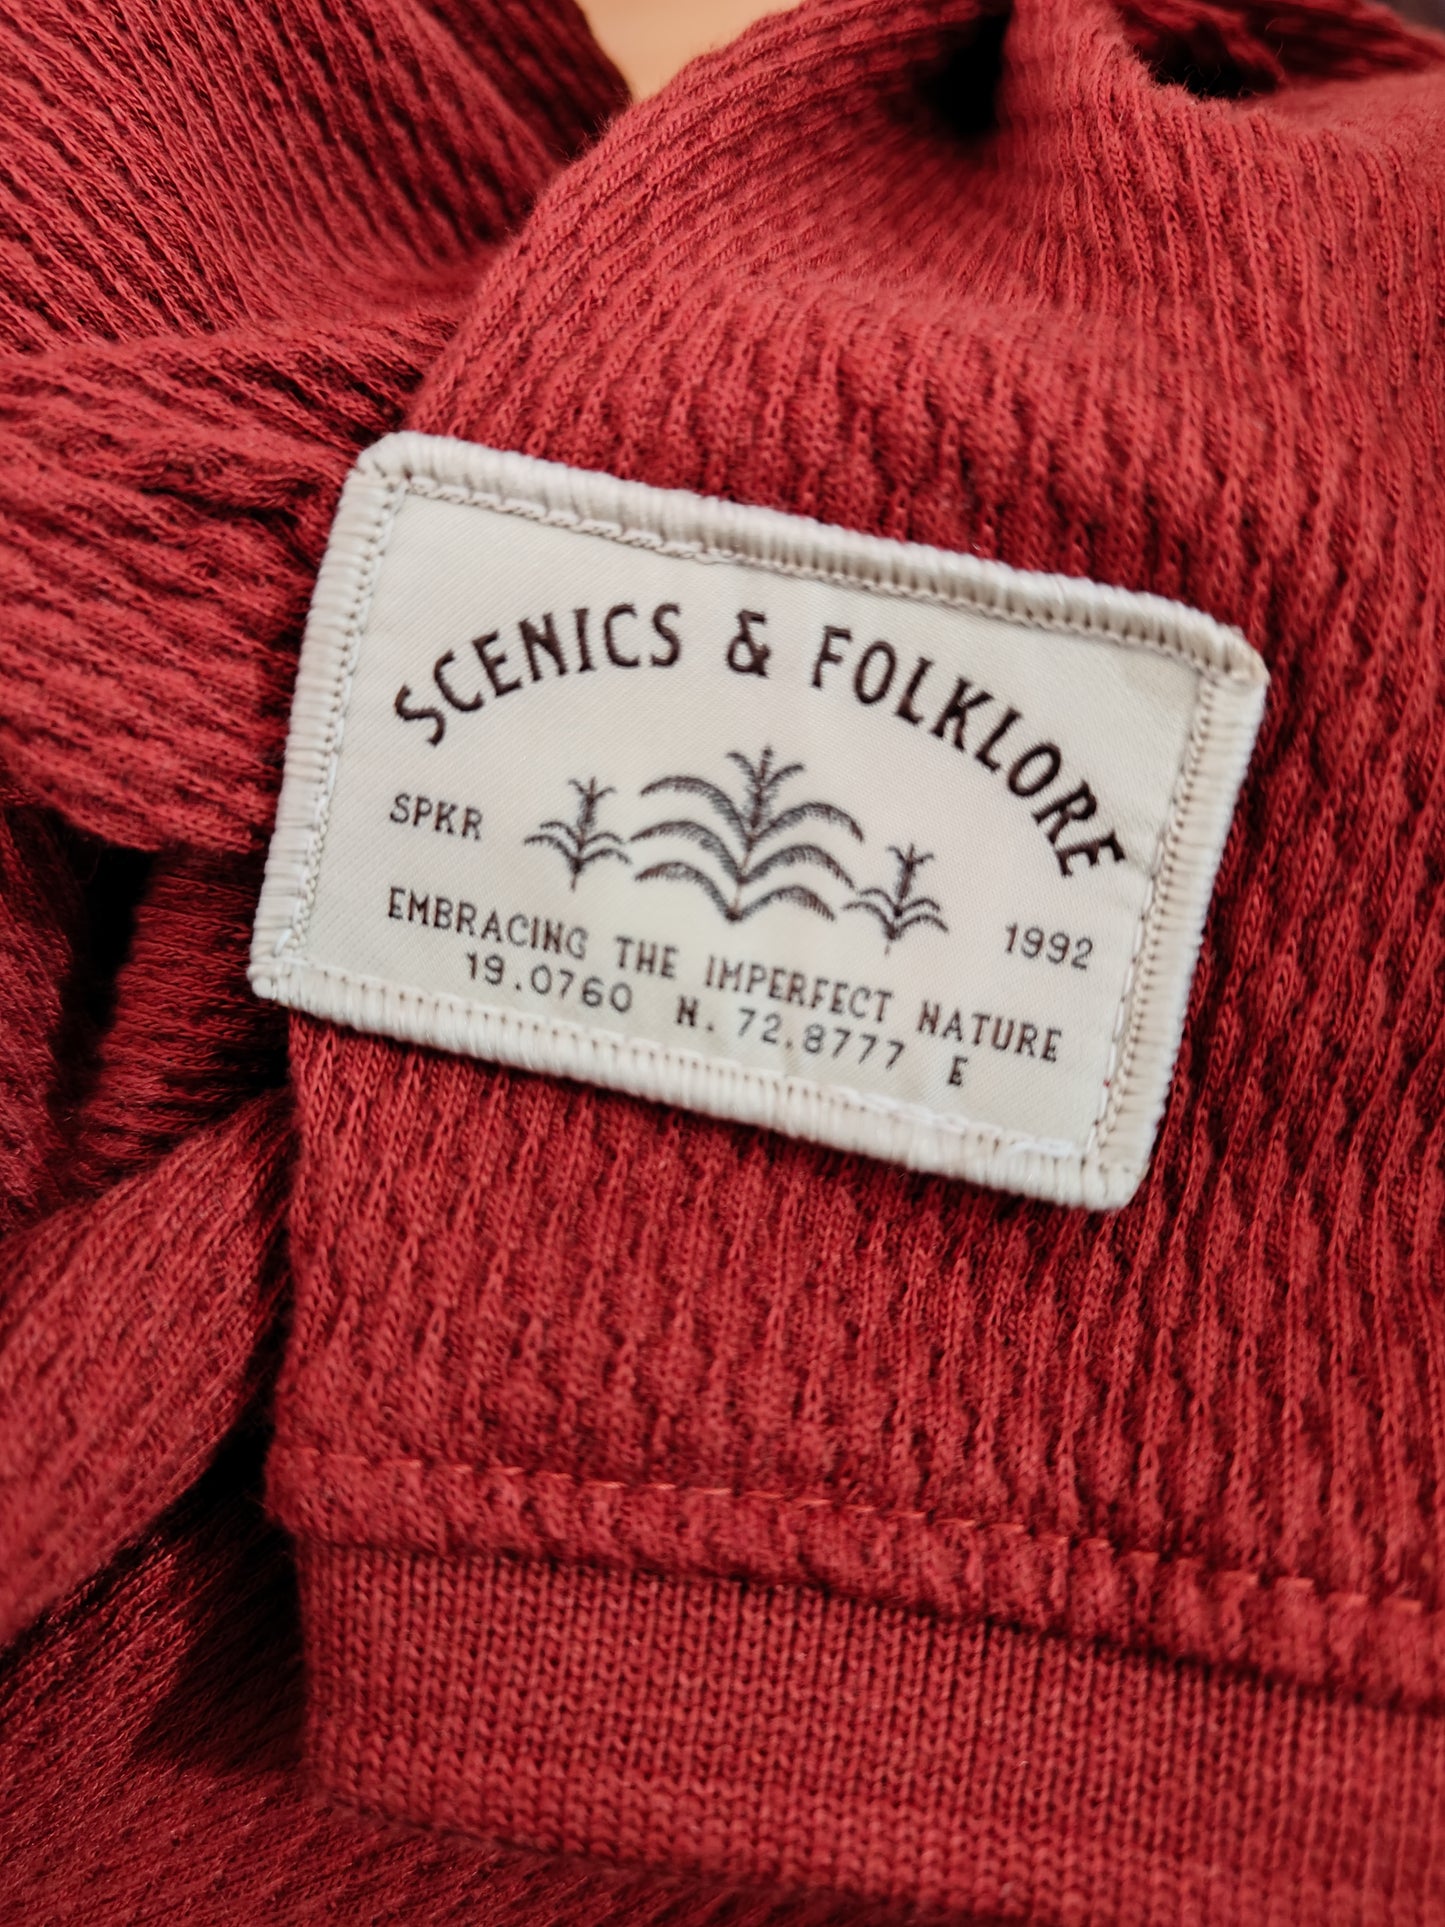 SCENICS & FOLKLORE
SPKR
1992
EMBRACING THE IMPERFECT NATURE
19.0760 N. 72.8777 E